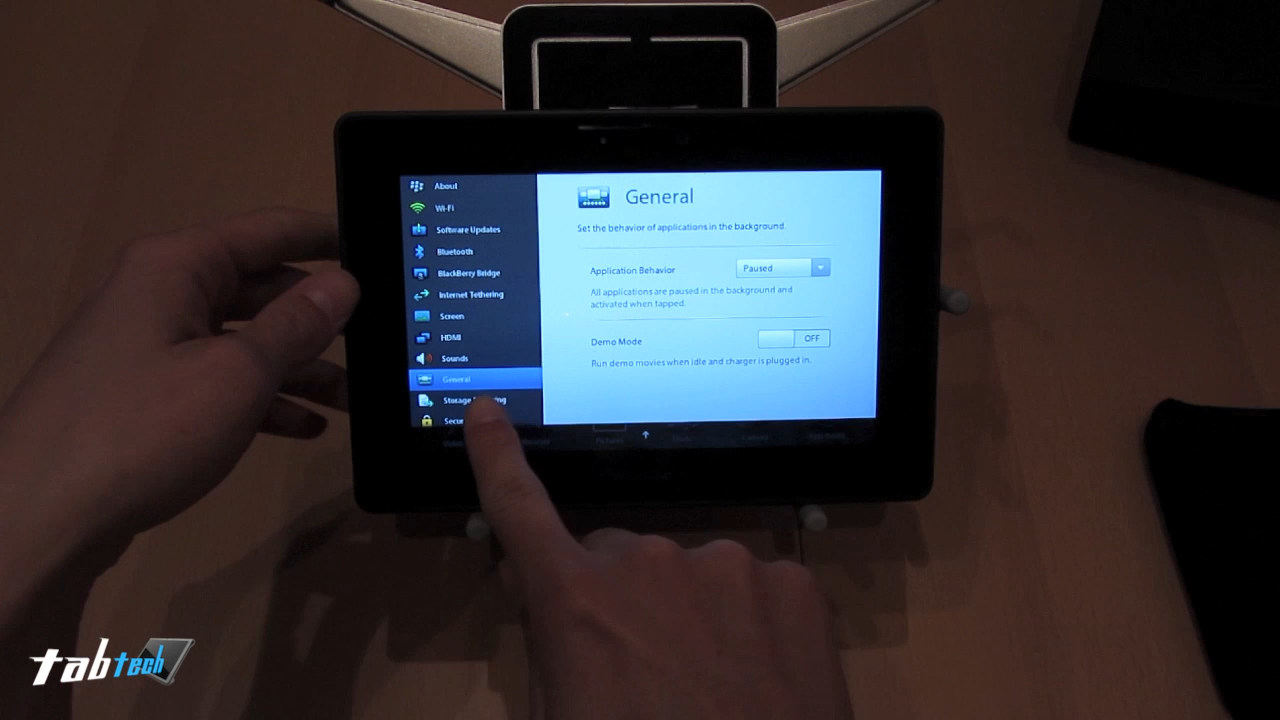 About
Wi-Fi
Software Updates
Bluetooth
BlackBerry Bridge
Internet Tethering
Screen
HDMI
Sounds
General
Storage
General
Set the behavior of applications in the background.
Application Behavior
Paused
All applications are paused in the background and
activated when tapped.
Demo Mode
OFF
Run demo movies when idle and charger is plugged in.
Pictures
tabtech